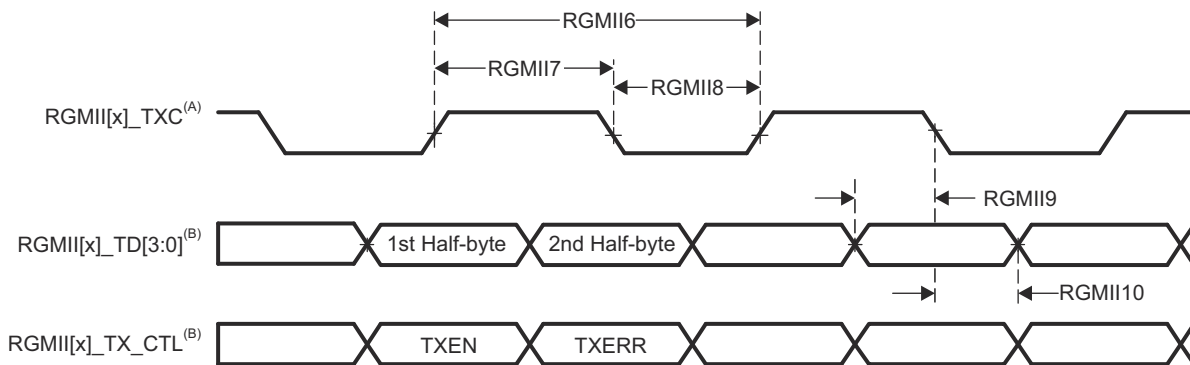 RGMII6
RGMII7
RGMII8
RGMII[x]_TXC(A)
RGMII9
RGMII[x]_TD[3:0](B)
1st Half-byte
2nd Half-byte
RGMII10
RGMII[x]_TX_CTL(B)
TXEN
TXERR